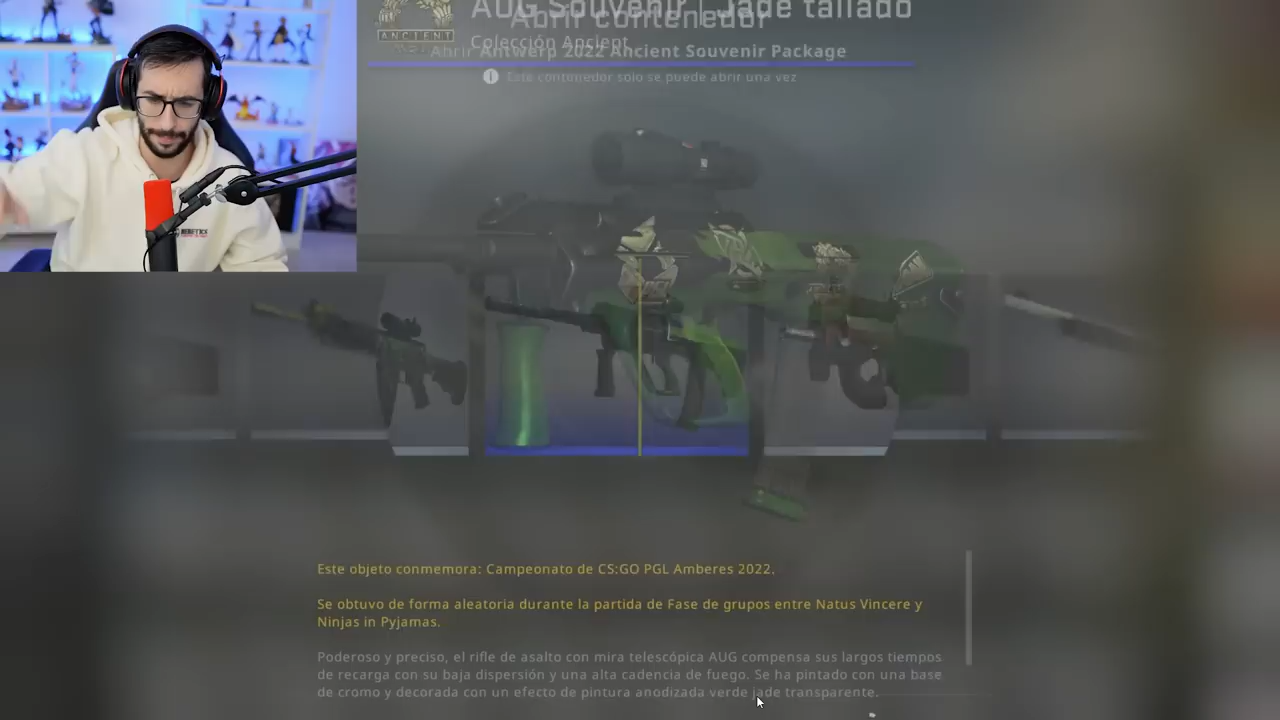 AUG Souvenir | Jade tallado
Abrir contenedor
Colección Ancient
Abrir Antwerp 2022 Ancient Souvenir Package
Este contenedor solo se puede abrir una vez
ANCIENT
Este objeto conmemora: Campeonato de CS:GO PGL Amberes 2022.
Se obtuvo de forma aleatoria durante la partida de Fase de grupos entre Natus Vincere y
Ninjas in Pyjamas.
Poderoso y preciso, el rifle de asalto con mira telescópica AUG compensa sus largos tiempos
de recarga con su baja dispersión y una alta cadencia de fuego. Se ha pintado con una base
de cromo y decorada con un efecto de pintura anodizada verde jade transparente.